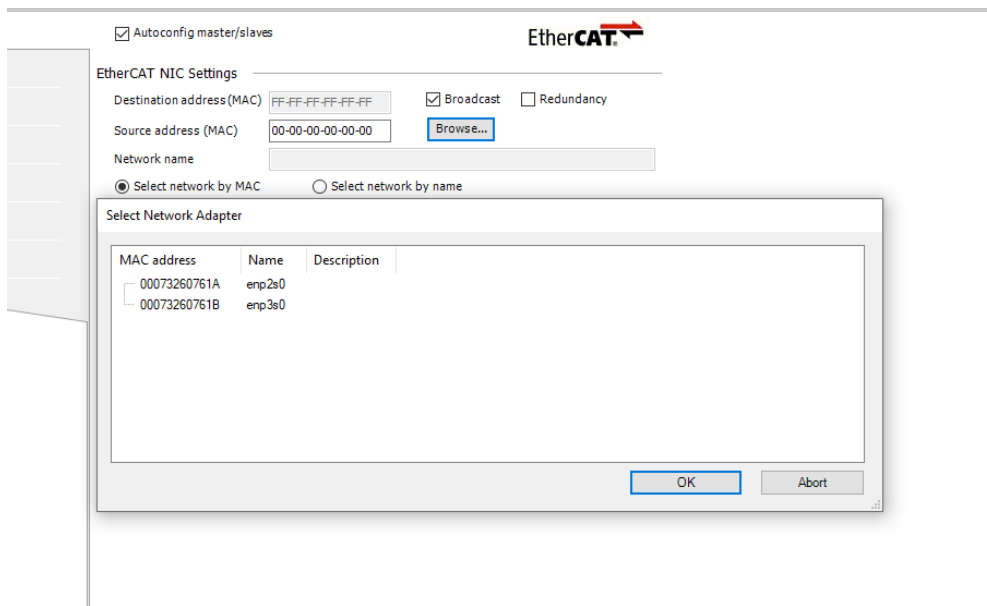 Autoconfig master/slaves
EtherCAT.
EtherCAT NIC Settings
Destination address(MAC) FF-FF-FF-FF-FF-FF Broadcast Redundancy
Source address (MAC) 00-00-00-00-00-00 Browse...
Network name
Select network by MAC Select network by name
Select Network Adapter
MAC address Name Description
00073260761A enp2s0
00073260761B enp3s0
OK Abort